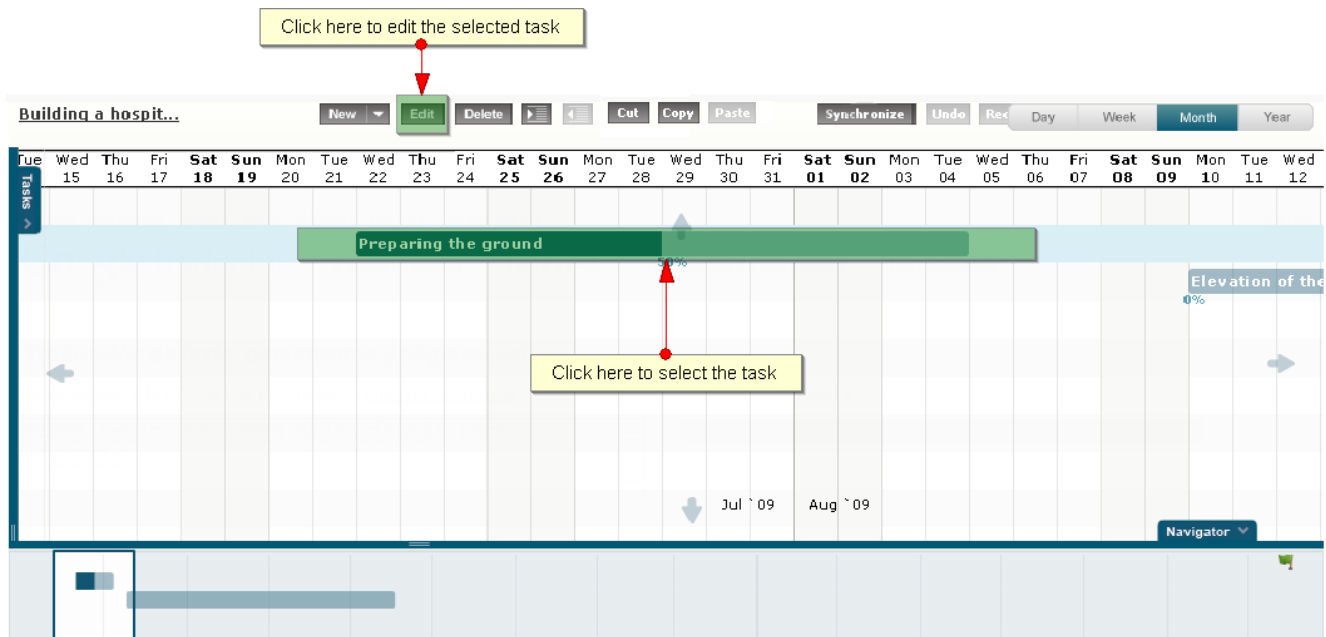 Click here to edit the selected task
Building a hospit...
New Edit Delete Cut Copy Paste Synchronize Undo Rec Day Week Month Year
Tue Wed Thu Fri Sat Sun Mon Tue Wed Thu Fri Sat Sun Mon Tue Wed Thu Fri Sat Sun Mon Tue Wed Thu Fri Sat Sun Mon Tue Wed
15 16 17 18 19 20 21 22 23 24 25 26 27 28 29 30 31 01 02 03 04 05 06 07 08 09 10 11 12
Tasks
Preparing the ground
50%
Elevation of the
0%
Click here to select the task
Jul `09 Aug `09
Navigator